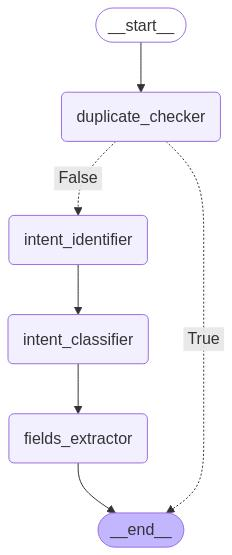 __start__
duplicate_checker
False
intent_identifier
intent_classifier
True
fields_extractor
__end__